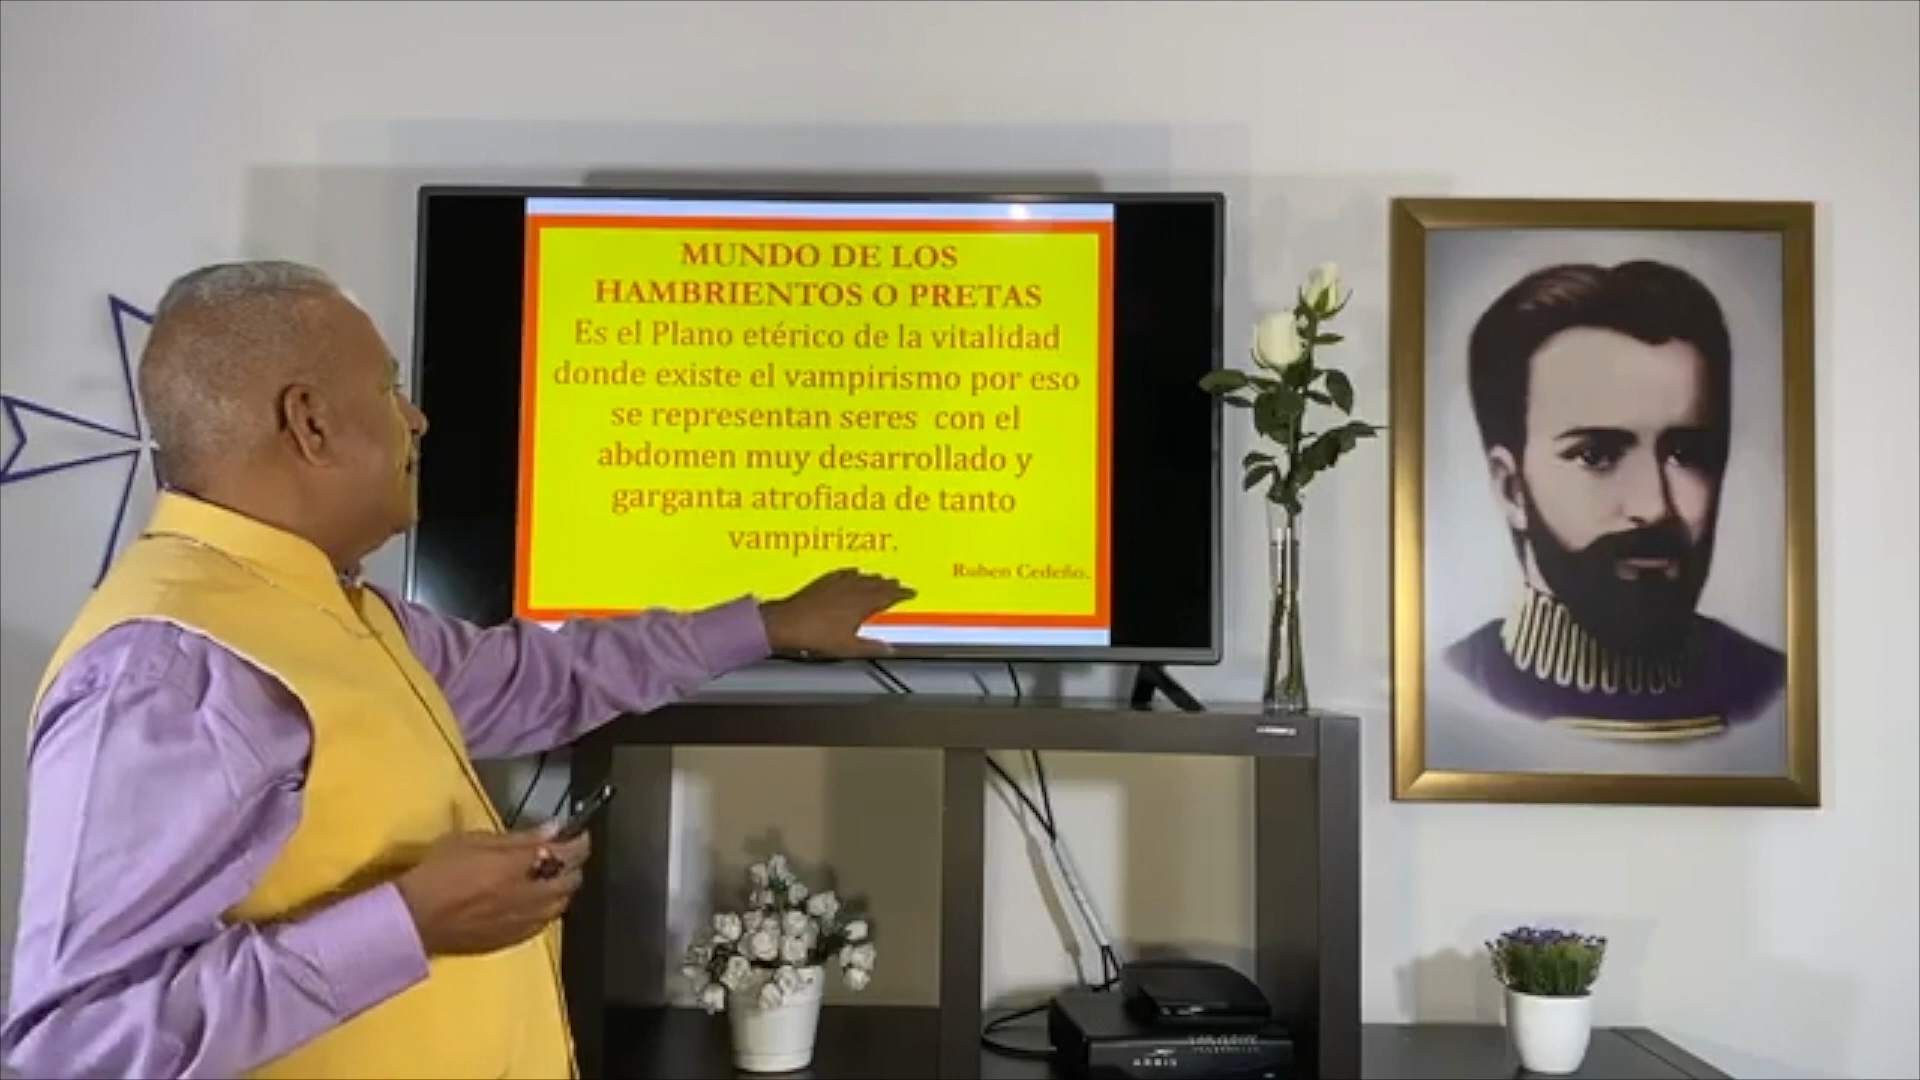 MUNDO DE LOS
HAMBRIENTOS O PRETAS
Es el Plano etérico de la vitalidad
donde existe el vampirismo por eso
se representan seres con el
abdomen muy desarrollado y
garganta atrofiada de tanto
vampirizar.
Ruben Cedeño.
ARRIS